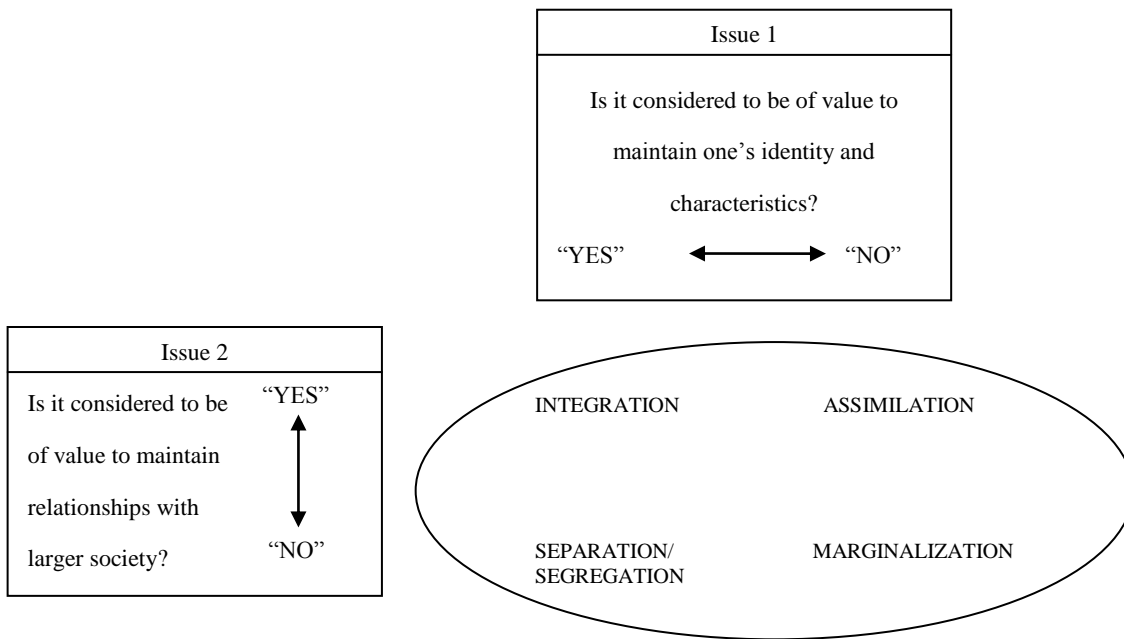 Issue 1
Is it considered to be of value to
maintain one’s identity and
characteristics?
“YES” “NO”
Issue 2
Is it considered to be
of value to maintain
relationships with
larger society?
“YES”
“NO”
INTEGRATION ASSIMILATION
SEPARATION/ MARGINALIZATION
SEGREGATION